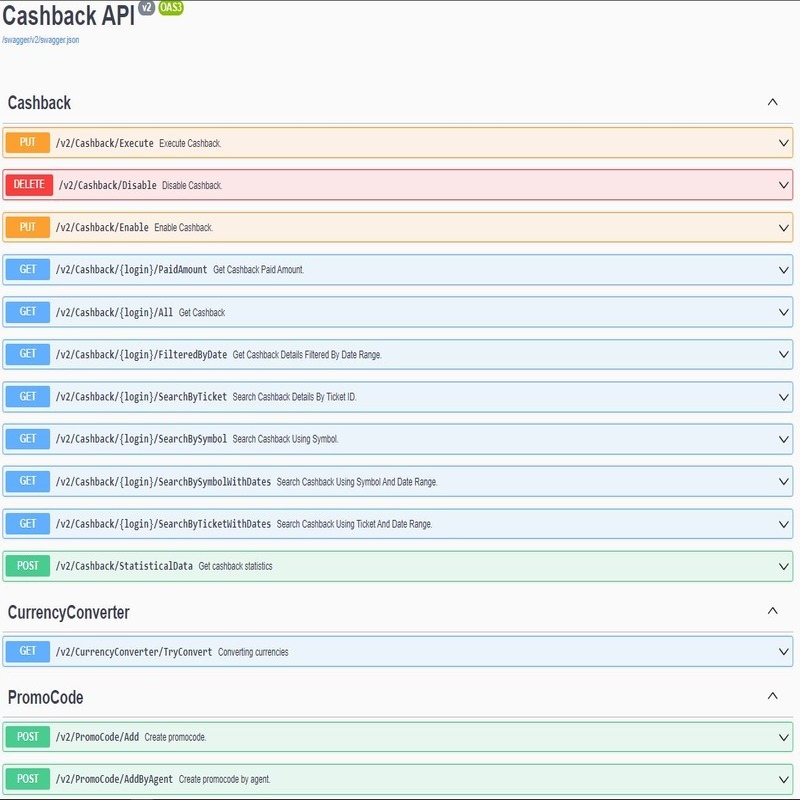 Cashback API v2 OAS3
/swagger/v2/swagger.json
Cashback
PUT /v2/Cashback/Execute Execute Cashback.
DELETE /v2/Cashback/Disable Disable Cashback.
PUT /v2/Cashback/Enable Enable Cashback.
GET /v2/Cashback/{login}/PaidAmount Get Cashback Paid Amount.
GET /v2/Cashback/{login}/All Get Cashback
GET /v2/Cashback/{login}/FilteredByDate Get Cashback Details Filtered By Date Range.
GET /v2/Cashback/{login}/SearchByTicket Search Cashback Details By Ticket ID.
GET /v2/Cashback/{login}/SearchBySymbol Search Cashback Using Symbol.
GET /v2/Cashback/{login}/SearchBySymbolWithDates Search Cashback Using Symbol And Date Range.
GET /v2/Cashback/{login}/SearchByTicketWithDates Search Cashback Using Ticket And Date Range.
POST /v2/Cashback/StatisticalData Get cashback statistics
CurrencyConverter
GET /v2/CurrencyConverter/TryConvert Converting currencies
PromoCode
POST /v2/PromoCode/Add Create promocode.
POST /v2/PromoCode/AddByAgent Create promocode by agent.